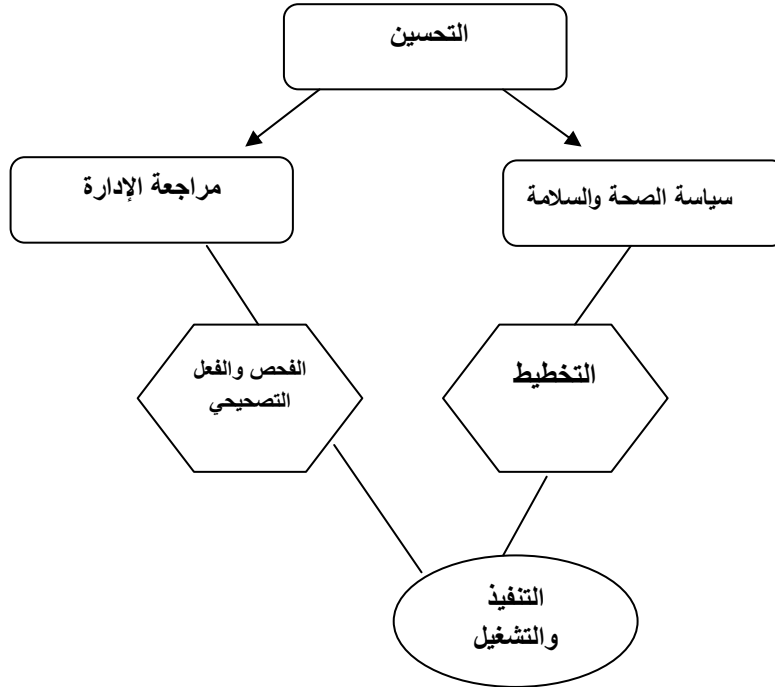 التحسين
سياسة الصحة والسلامة
مراجعة الإدارة
التخطيط
الفحص والفعل
التصحيحي
التنفيذ
والتشغيل